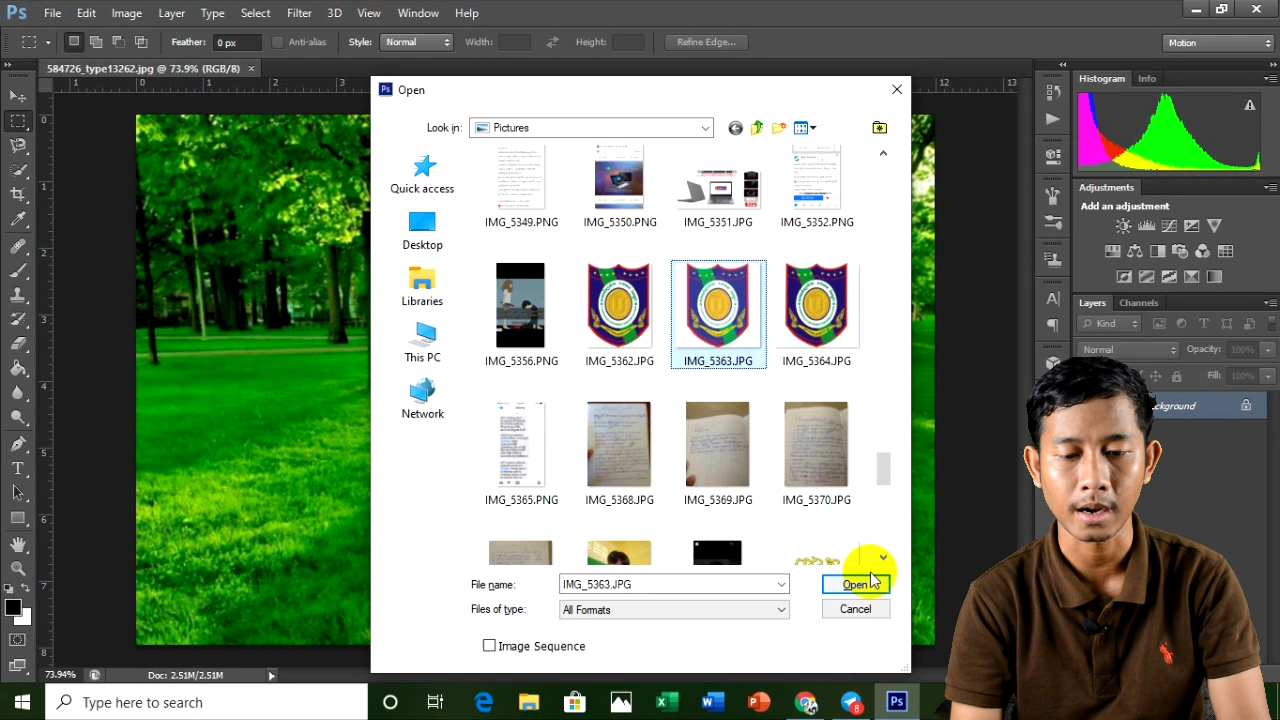 Ps File Edit Image Layer Type Select Filter 3D View Window Help
Feather: 0 px Anti-alias Style: Normal Width: Height: Refine Edge... Motion
584726_type13262.jpg @ 73.9% (RGB/8) ×
Open
Look in: Pictures
Quick access
Desktop
Libraries
This PC
Network
IMG_5349.PNG IMG_5350.PNG IMG_5351.JPG IMG_5352.PNG
IMG_5356.PNG IMG_5362.JPG IMG_5363.JPG IMG_5364.JPG
IMG_5365.PNG IMG_5368.JPG IMG_5369.JPG IMG_5370.JPG
File name: IMG_5363.JPG Open
Files of type: All Formats Cancel
Image Sequence
Histogram Info
Adjustments
Add an adjustment
Layers Channels
Kind
Normal Opacity: 100%
Fill: 100%
ckground
73.94% Doc: 2.51M/2.51M
Type here to search